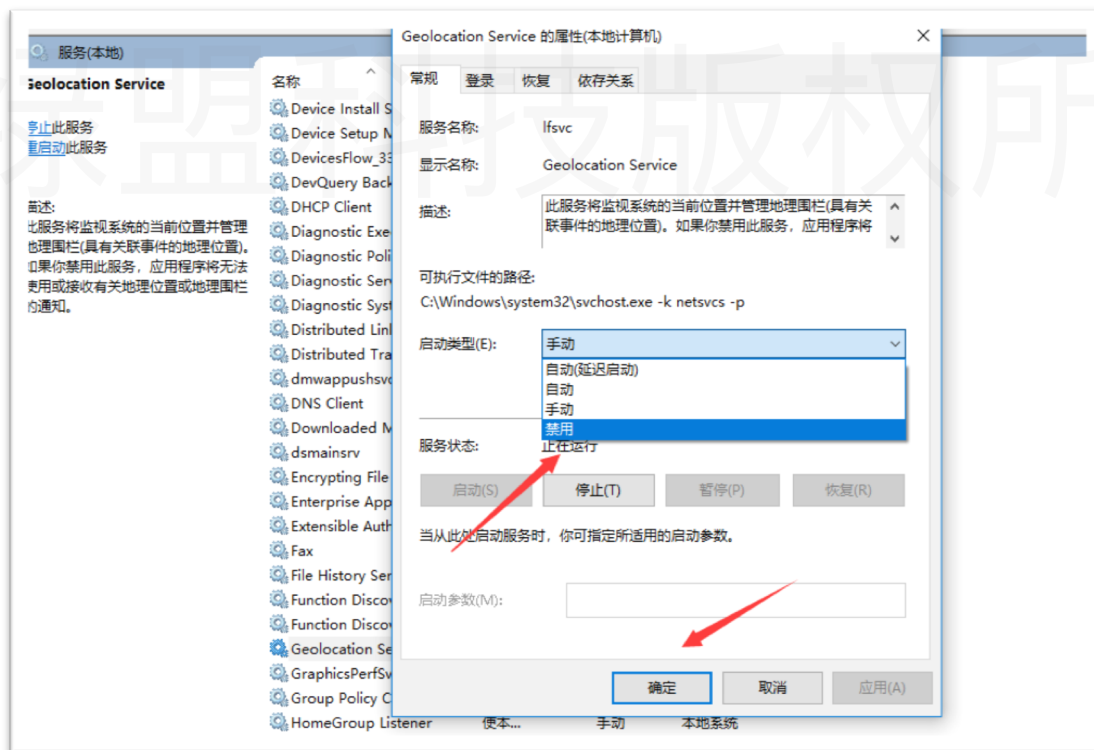 服务(本地)
Geolocation Service
停止此服务
重启动此服务
描述:
此服务将监视系统的当前位置并管理
地理围栏(具有关联事件的地理位置)。
如果你禁用此服务，应用程序将无法
使用或接收有关地理位置或地理围栏
的通知。
名称
Device Install S
Device Setup M
DevicesFlow_33
DevQuery Back
DHCP Client
Diagnostic Exe
Diagnostic Poli
Diagnostic Serv
Diagnostic Syst
Distributed Linl
Distributed Tra
dmwappushsvc
DNS Client
Downloaded M
dsmainsrv
Encrypting File
Enterprise App
Extensible Auth
Fax
File History Ser
Function Discov
Function Discov
Geolocation Se
GraphicsPerfSv
Group Policy C
HomeGroup Listener 使本... 手动 本地系统
Geolocation Service 的属性(本地计算机)
常规 登录 恢复 依存关系
服务名称: lfsvc
显示名称: Geolocation Service
描述: 此服务将监视系统的当前位置并管理地理围栏(具有关
联事件的地理位置)。如果你禁用此服务，应用程序将
可执行文件的路径:
C:\Windows\system32\svchost.exe -k netsvcs -p
启动类型(E): 手动
自动(延迟启动)
自动
手动
禁用
服务状态: 正在运行
启动(S) 停止(T) 暂停(P) 恢复(R)
当从此处启动服务时，你可指定所适用的启动参数。
启动参数(M):
确定 取消 应用(A)
联盟科技版权所